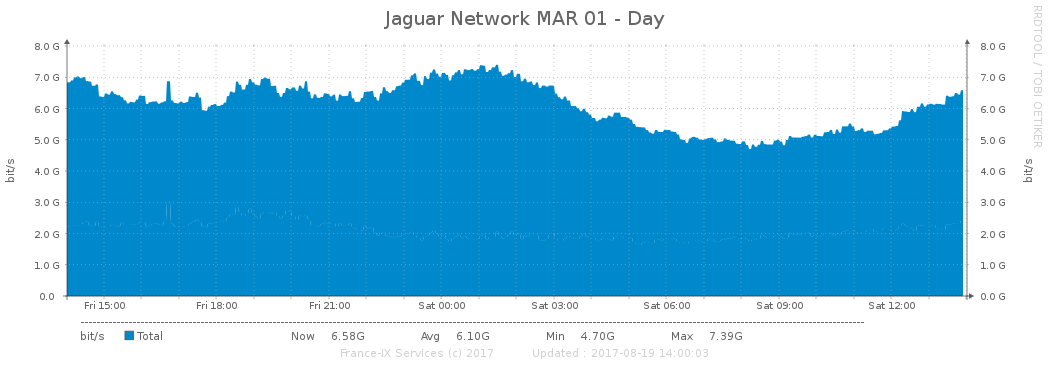 Jaguar Network MAR 01 - Day
RRDTOOL / TOBI OETIKER
8.0 G 8.0 G
7.0 G 7.0 G
6.0 G 6.0 G
5.0 G 5.0 G
4.0 G 4.0 G
3.0 G 3.0 G
2.0 G 2.0 G
1.0 G 1.0 G
0.0 0.0 G
bit/s bit/s
Fri 15:00 Fri 18:00 Fri 21:00 Sat 00:00 Sat 03:00 Sat 06:00 Sat 09:00 Sat 12:00
bit/s Total Now 6.58G Avg 6.10G Min 4.70G Max 7.39G
France-IX Services (c) 2017 Updated : 2017-08-19 14:00:03